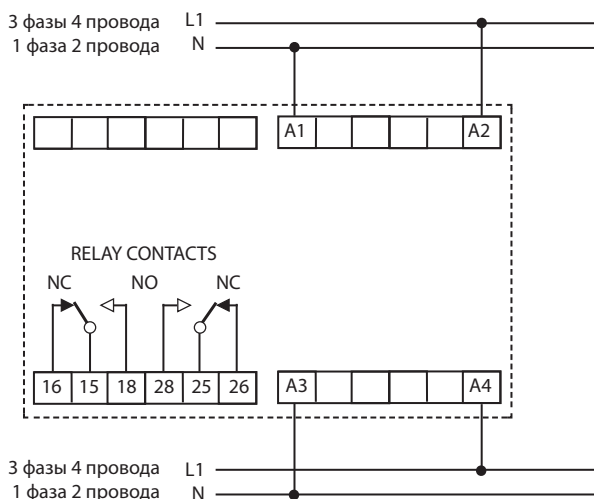 3 фазы 4 провода L1
1 фаза 2 провода N
A1 A2
RELAY CONTACTS
NC NO NC
16 15 18 28 25 26 A3 A4
3 фазы 4 провода L1
1 фаза 2 провода N